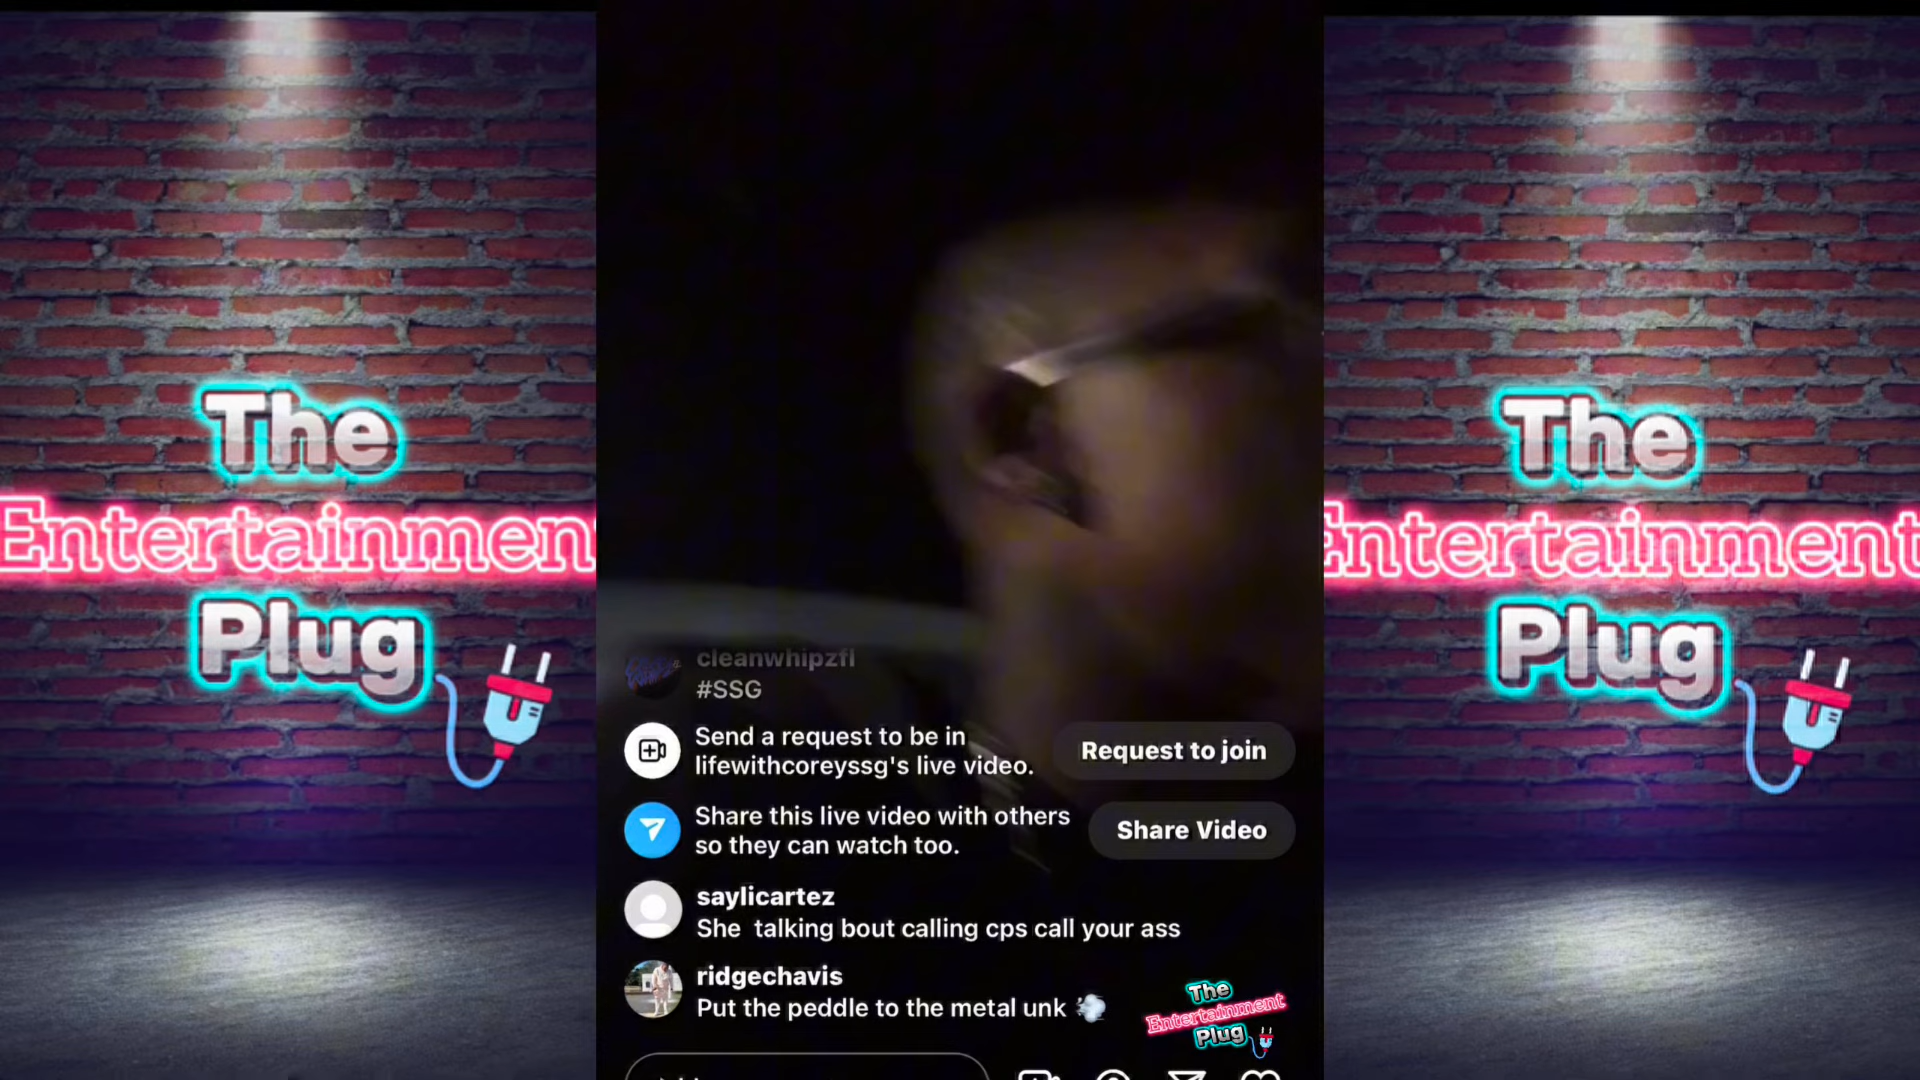 The
Entertainmen
Plug
cleanwhipzfl
#SSG
Send a request to be in
lifewithcoreyssg's live video.
Request to join
Share this live video with others
so they can watch too.
Share Video
saylicartez
She talking bout calling cps call your ass
ridgechavis
Put the peddle to the metal unk
The
Entertainment
Plug
The
Entertainment
Plug